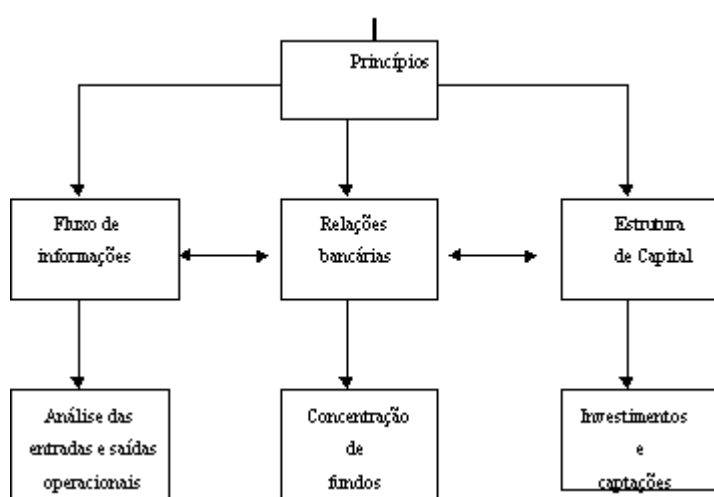 Princípios
Fluxo de
informações
Relações
bancárias
Estrutura
de Capital
Análise das
entradas e saídas
operacionais
Concentração
de
fundos
Investimentos
e
captações